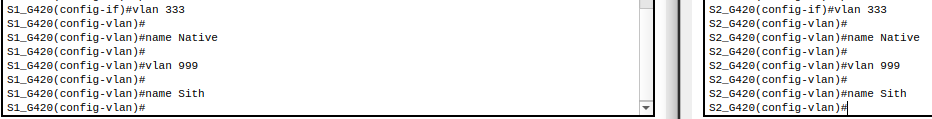 S1_G420(config-if)#vlan 333
S1_G420(config-vlan)#
S1_G420(config-vlan)#name Native
S1_G420(config-vlan)#
S1_G420(config-vlan)#vlan 999
S1_G420(config-vlan)#
S1_G420(config-vlan)#name Sith
S1_G420(config-vlan)#
S2_G420(config-if)#vlan 333
S2_G420(config-vlan)#
S2_G420(config-vlan)#name Native
S2_G420(config-vlan)#
S2_G420(config-vlan)#vlan 999
S2_G420(config-vlan)#
S2_G420(config-vlan)#name Sith
S2_G420(config-vlan)#